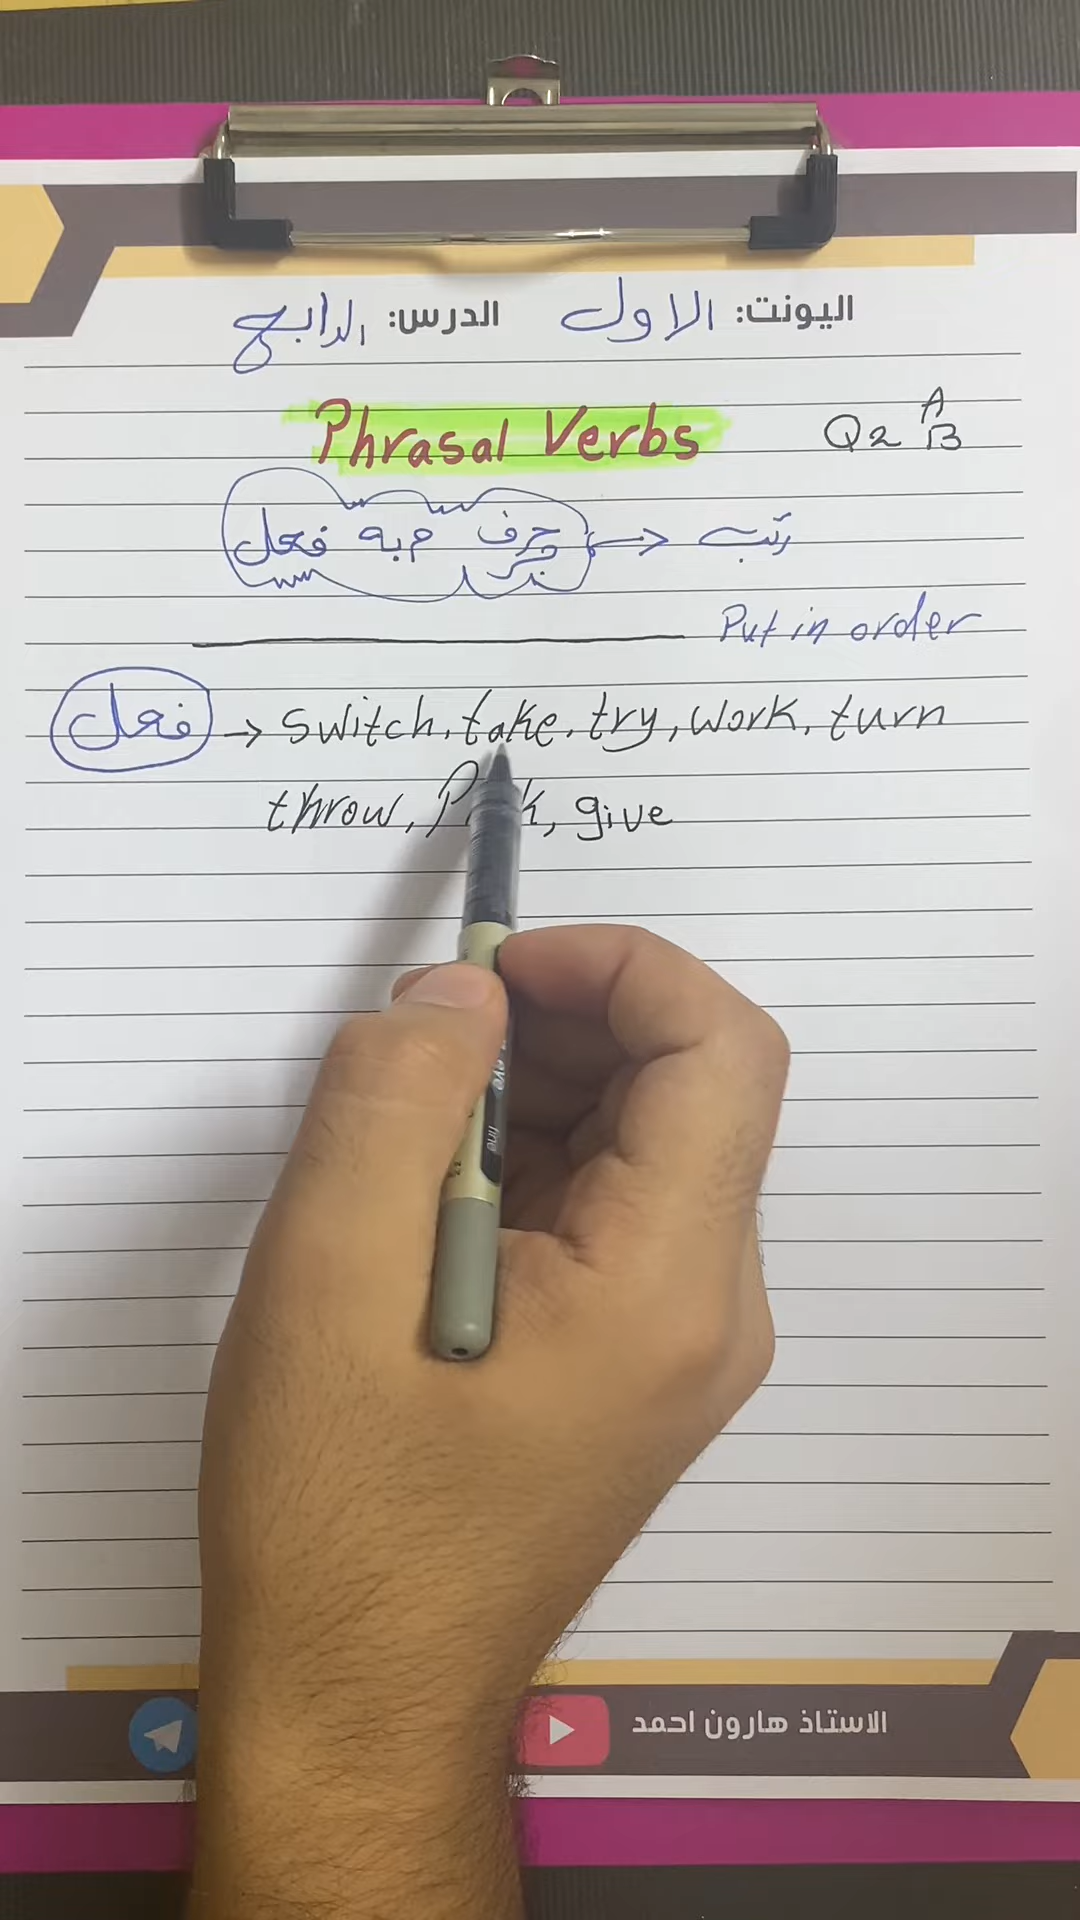 اليونت: الاول الدرس: الرابع
Phrasal Verbs Q2 A B
رتب حرف جر به فعل
Put in order
فعل → switch, take, try, work, turn
throw, give
الاستاذ هارون احمد